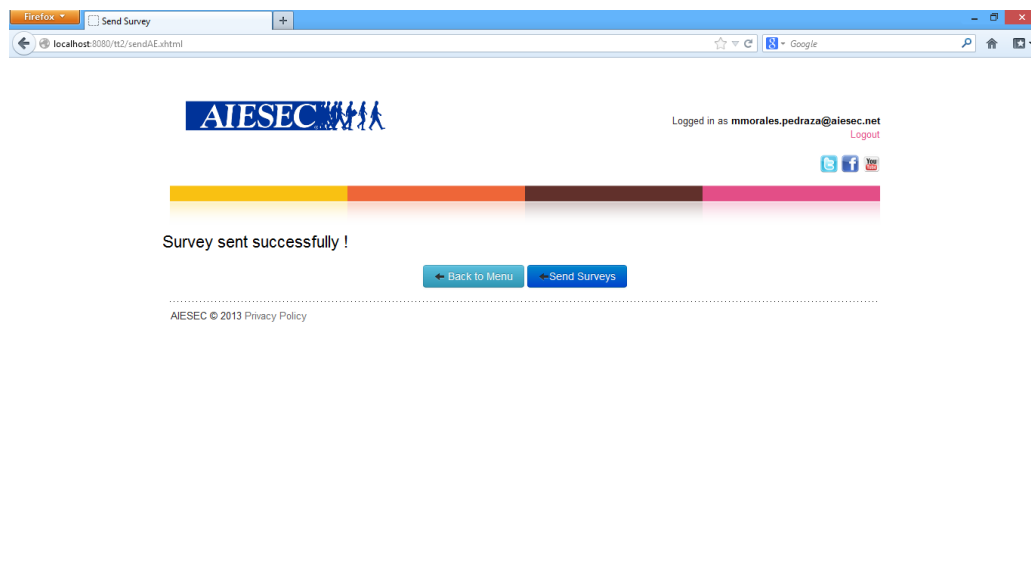 Firefox
Send Survey
localhost:8080/tt2/sendAE.xhtml
Google
AIESEC
Logged in as mmorales.pedraza@aiesec.net
Logout
You
Survey sent successfully !
Back to Menu
Send Surveys
AIESEC © 2013 Privacy Policy